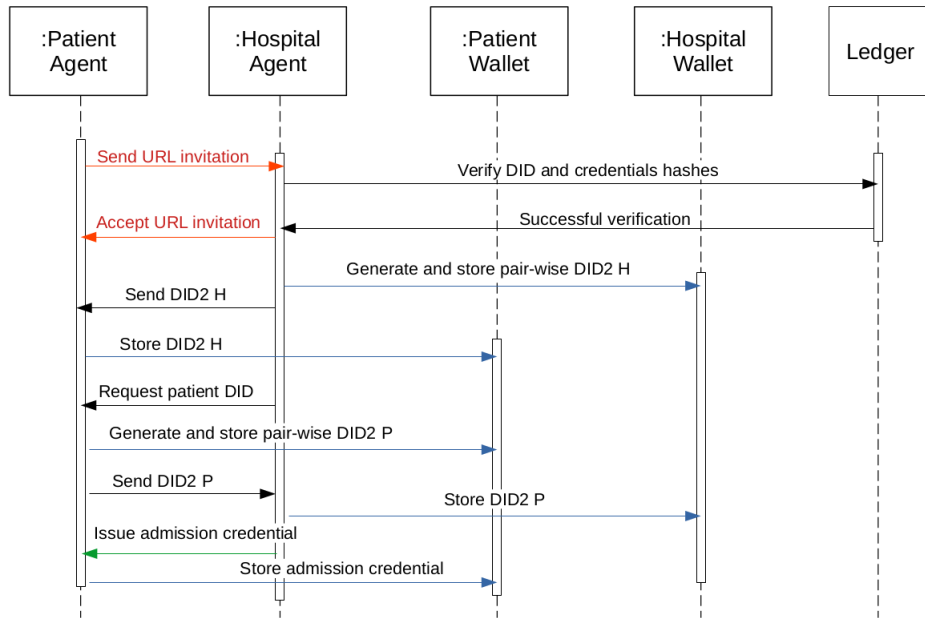 :Patient
Agent
:Hospital
Agent
:Patient
Wallet
:Hospital
Wallet
Ledger
Send URL invitation
Verify DID and credentials hashes
Successful verification
Accept URL invitation
Generate and store pair-wise DID2 H
Send DID2 H
Store DID2 H
Request patient DID
Generate and store pair-wise DID2 P
Send DID2 P
Store DID2 P
Issue admission credential
Store admission credential